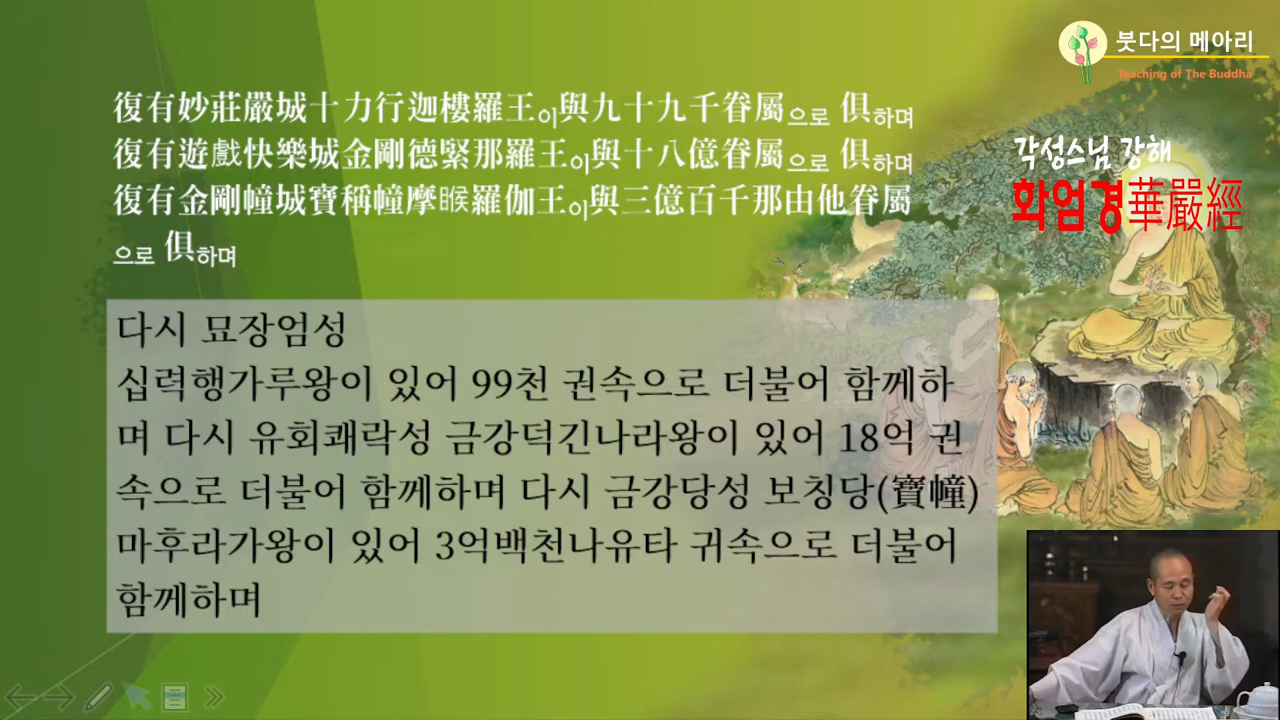 붓다의 메아리
Teaching of The Buddha
각성스님 강해
화엄경華嚴經
復有妙莊嚴城十力行迦樓羅王이與九十九千眷屬으로 俱하며
復有遊戲快樂城金剛德緊那羅王이與十八億眷屬으로 俱하며
復有金剛幢城寶稱幢摩睺羅伽王이與三億百千那由他眷屬
으로 俱하며
다시 묘장엄성
십력행가루왕이 있어 99천 권속으로 더불어 함께하
며 다시 유회쾌락성 금강덕긴나라왕이 있어 18억 권
속으로 더불어 함께하며 다시 금강당성 보칭당(寶幢)
마후라가왕이 있어 3억백천나유타 귀속으로 더불어
함께하며